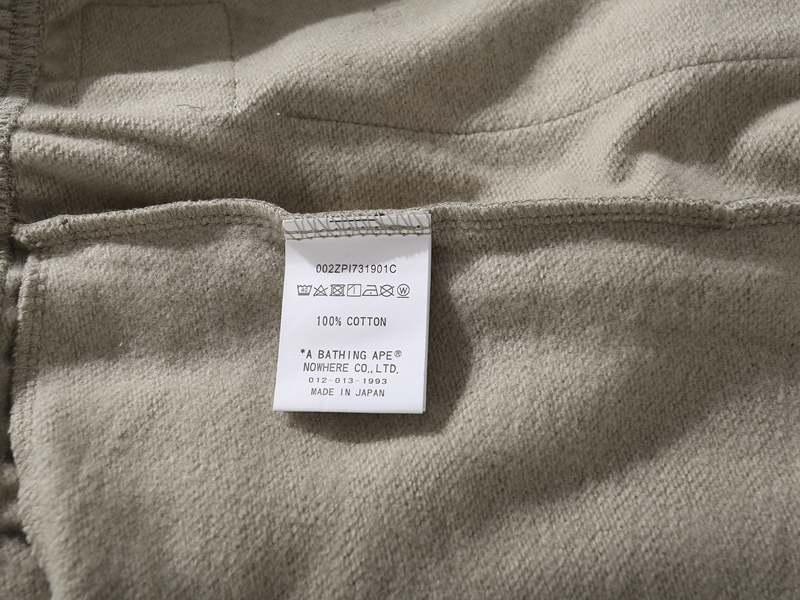 002ZPI731901C
100% COTTON
*A BATHING APE®
NOWHERE CO.,LTD.
012-013-1993
MADE IN JAPAN